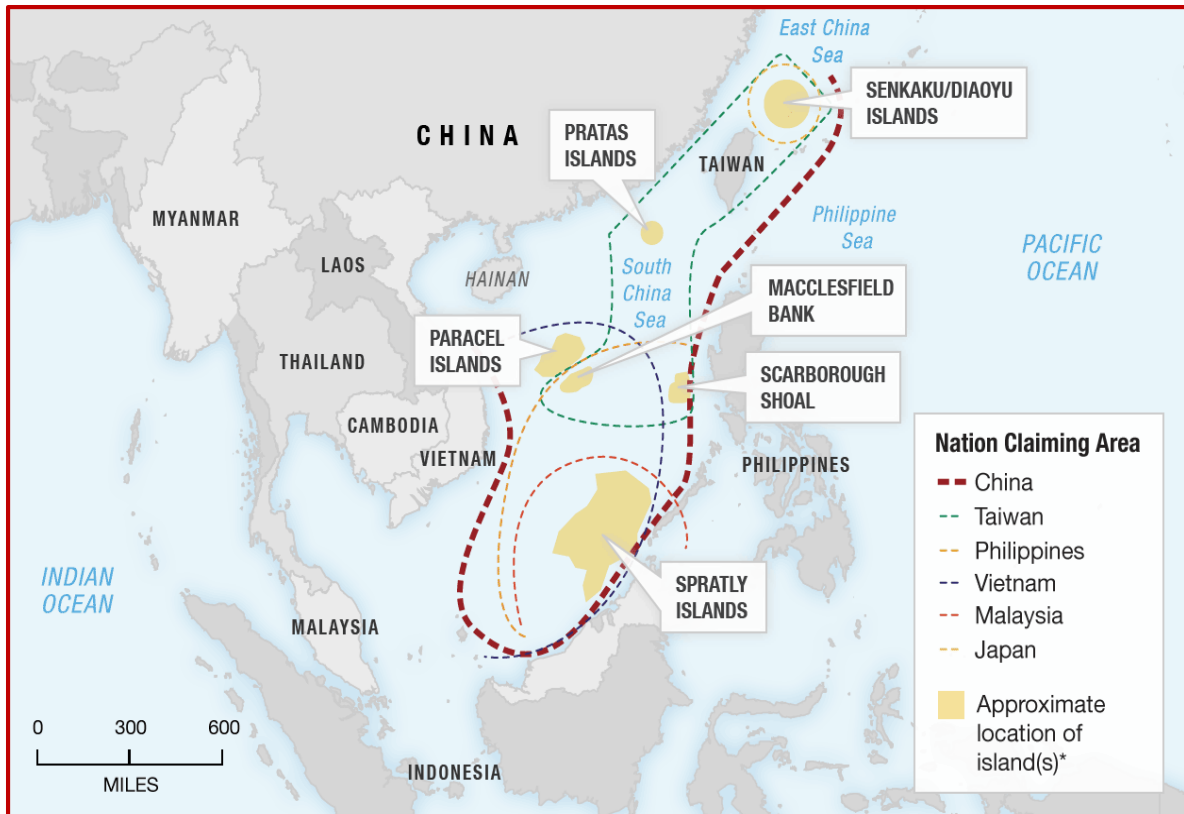 East China
Sea
SENKAKU/DIAOYU
ISLANDS
CHINA
PRATAS
ISLANDS
TAIWAN
MYANMAR
Philippine
Sea
PACIFIC
OCEAN
LAOS
HAINAN
South
China
Sea
MACCLESFIELD
BANK
PARACEL
ISLANDS
THAILAND
SCARBOROUGH
SHOAL
CAMBODIA
VIETNAM
PHILIPPINES
Nation Claiming Area
China
Taiwan
Philippines
Vietnam
Malaysia
Japan
Approximate
location of
island(s)*
INDIAN
OCEAN
SPRATLY
ISLANDS
MALAYSIA
0 300 600
MILES
INDONESIA